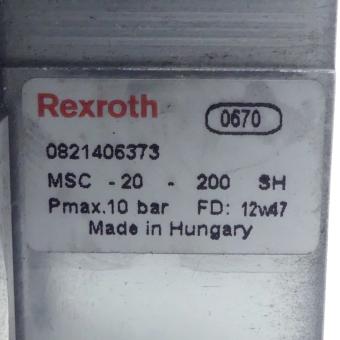 Rexroth 0670
0821406373
MSC - 20 - 200 SH
Pmax.10 bar FD: 12w47
Made in Hungary